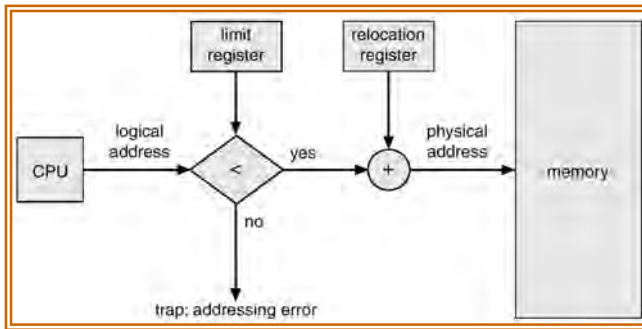 limit
register
relocation
register
logical
address
physical
address
CPU
<
yes
+
memory
no
trap; addressing error